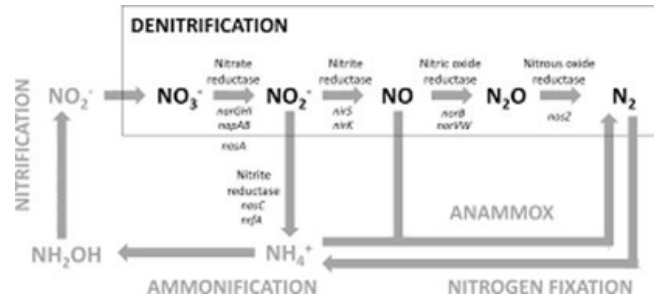 DENITRIFICATION
Nitrate
reductase
Nitrite
reductase
Nitric oxide
reductase
Nitrous oxide
reductase
NO₂⁻
NO₃⁻
NO₂⁻
NO
N₂O
N₂
narGHI
napAB
nasA
nirS
nirK
norB
norVW
nosZ
NITRIFICATION
Nitrite
reductase
nasC
nrfA
ANAMMOX
NH₂OH
NH₄⁺
AMMONIFICATION
NITROGEN FIXATION